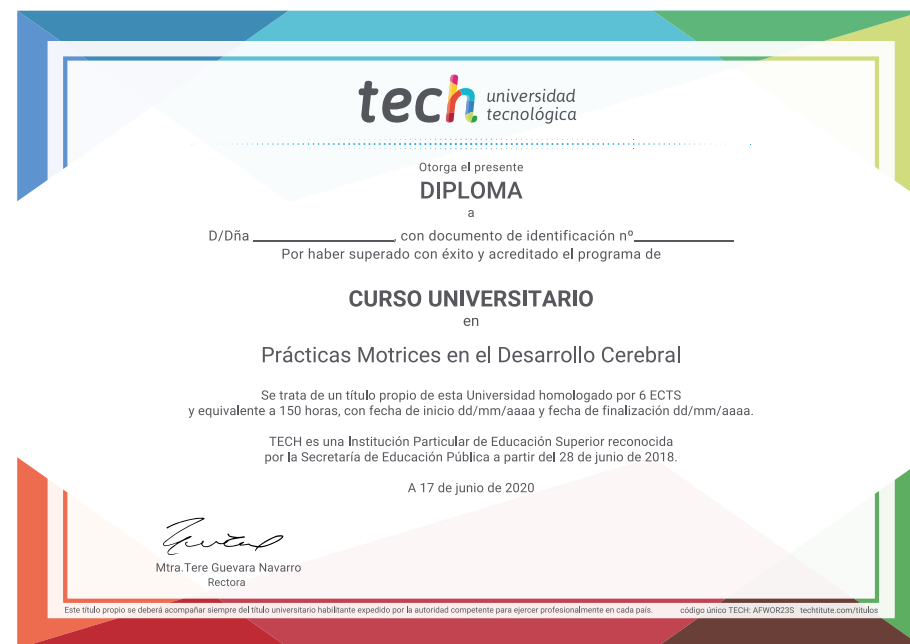 tech universidad
tecnológica
Otorga el presente
DIPLOMA
a
D/Dña ______________, con documento de identificación nº__________
Por haber superado con éxito y acreditado el programa de
CURSO UNIVERSITARIO
en
Prácticas Motrices en el Desarrollo Cerebral
Se trata de un título propio de esta Universidad homologado por 6 ECTS
y equivalente a 150 horas, con fecha de inicio dd/mm/aaaa y fecha de finalización dd/mm/aaaa.
TECH es una Institución Particular de Educación Superior reconocida
por la Secretaría de Educación Pública a partir del 28 de junio de 2018.
A 17 de junio de 2020
Mtra.Tere Guevara Navarro
Rectora
Este título propio se deberá acompañar siempre del título universitario habilitante expedido por la autoridad competente para ejercer profesionalmente en cada país. código único TECH: AFWOR23S techtitute.com/titulos